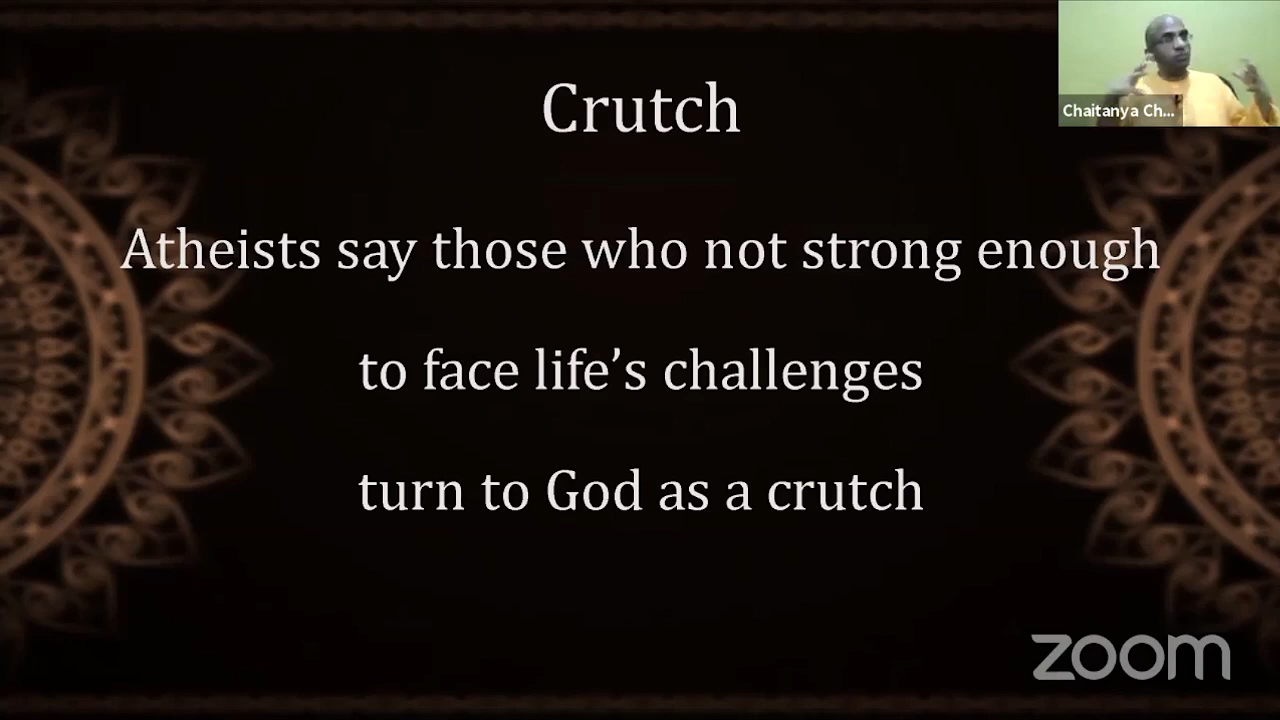 Crutch
Chaitanya Ch...
Atheists say those who not strong enough
to face life’s challenges
turn to God as a crutch
zoom